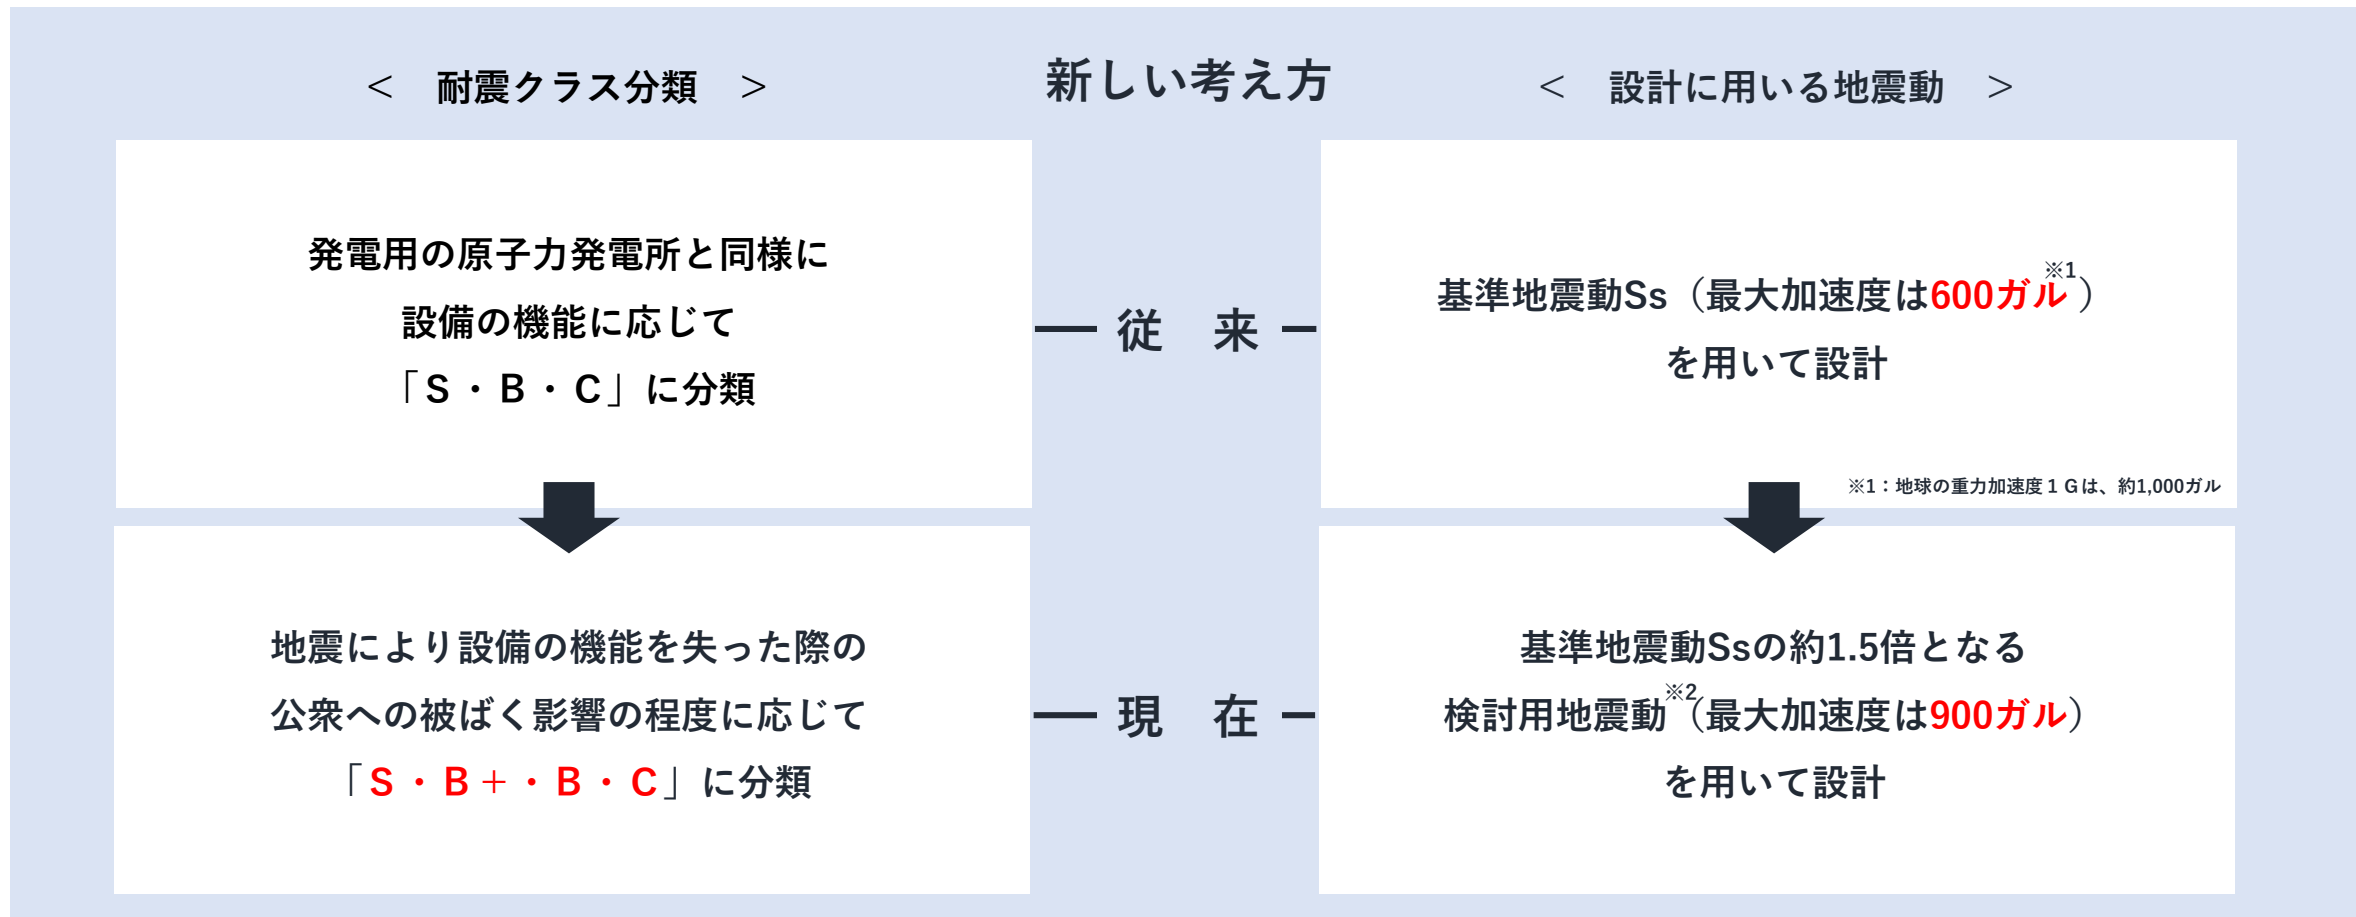 新しい考え方
＜　耐震クラス分類　＞
＜　設計に用いる地震動　＞
発電用の原子力発電所と同様に
設備の機能に応じて
「Ｓ・Ｂ・Ｃ」に分類
従　来
基準地震動Ss（最大加速度は600ガル※1）
を用いて設計
※1：地球の重力加速度１Ｇは、約1,000ガル
地震により設備の機能を失った際の
公衆への被ばく影響の程度に応じて
「Ｓ・Ｂ＋・Ｂ・Ｃ」に分類
現　在
基準地震動Ssの約1.5倍となる
検討用地震動※2（最大加速度は900ガル）
を用いて設計